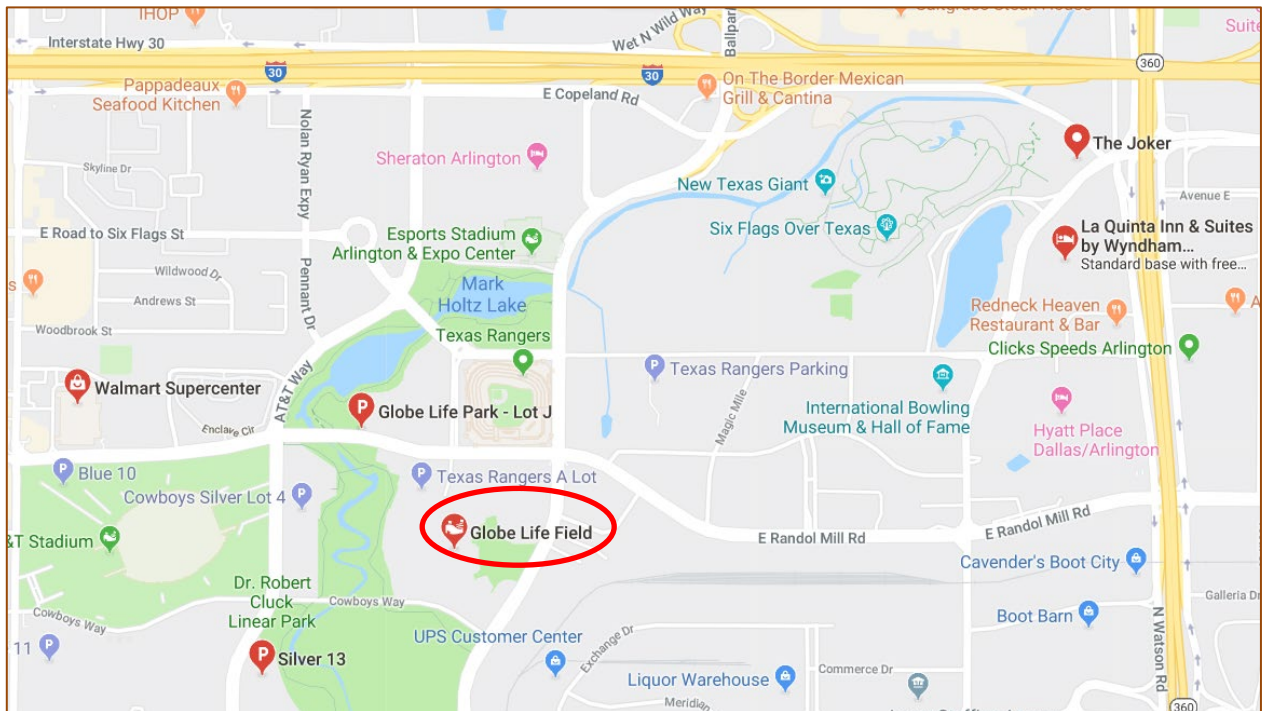 IHOP
Interstate Hwy 30
Wet N Wild Way
30
30
360
Pappadeaux
Seafood Kitchen
E Copeland Rd
On The Border Mexican
Grill & Cantina
Nolan Ryan Expy
Sheraton Arlington
The Joker
Skyline Dr
New Texas Giant
Avenue E
E Road to Six Flags St
Esports Stadium
Arlington & Expo Center
Six Flags Over Texas
La Quinta Inn & Suites
by Wyndham...
Standard base with free...
Wildwood Dr
Pennant Dr
Mark
Holtz Lake
Andrews St
Redneck Heaven
Restaurant & Bar
Woodbrook St
Texas Rangers
Clicks Speeds Arlington
AT&T Way
Texas Rangers Parking
Walmart Supercenter
Globe Life Park - Lot J
Magic Mile
International Bowling
Museum & Hall of Fame
Enclave Cir
Hyatt Place
Dallas/Arlington
Blue 10
Texas Rangers A Lot
Cowboys Silver Lot 4
Globe Life Field
&T Stadium
E Randol Mill Rd
E Randol Mill Rd
Cavender's Boot City
Dr. Robert
Cluck
Linear Park
Cowboys Way
Cowboys Way
Galleria Dr
Boot Barn
N Watson Rd
11
UPS Customer Center
Exchange Dr
Silver 13
Liquor Warehouse
Commerce Dr
Meridian
360